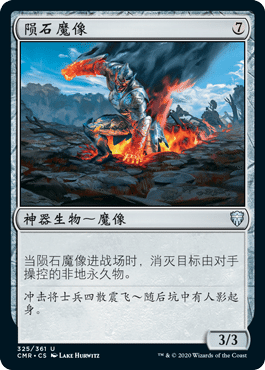 陨石魔像 7
神器生物～魔像
当陨石魔像进战场时，消灭目标由对手
操控的非地永久物。
冲击将士兵四散震飞～随后坑中有人影起
身。
3/3
325/361 U
CMR • CS LAKE HURWITZ
™ & © 2020 Wizards of the Coast